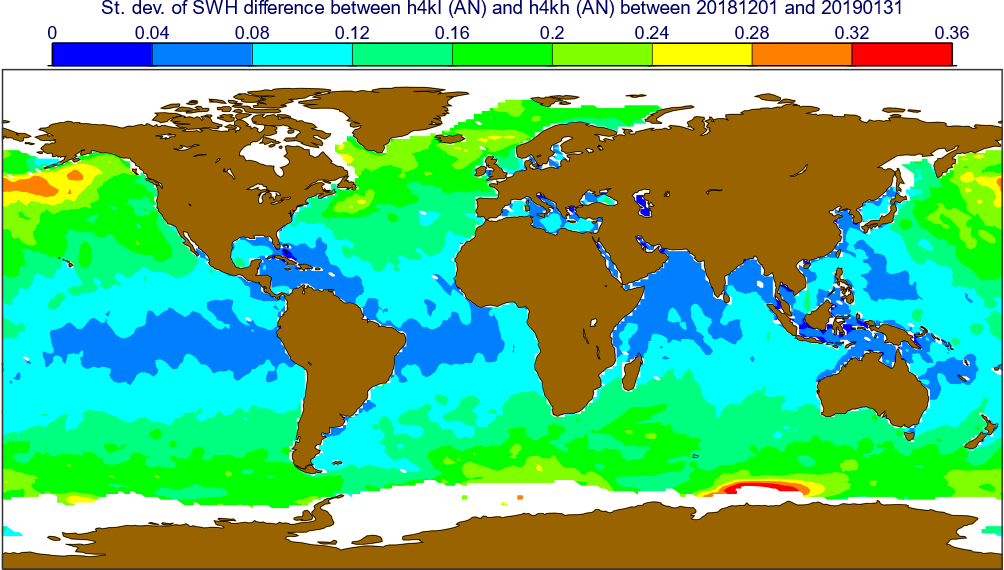 St. dev. of SWH difference between h4kl (AN) and h4kh (AN) between 20181201 and 20190131
0 0.04 0.08 0.12 0.16 0.2 0.24 0.28 0.32 0.36